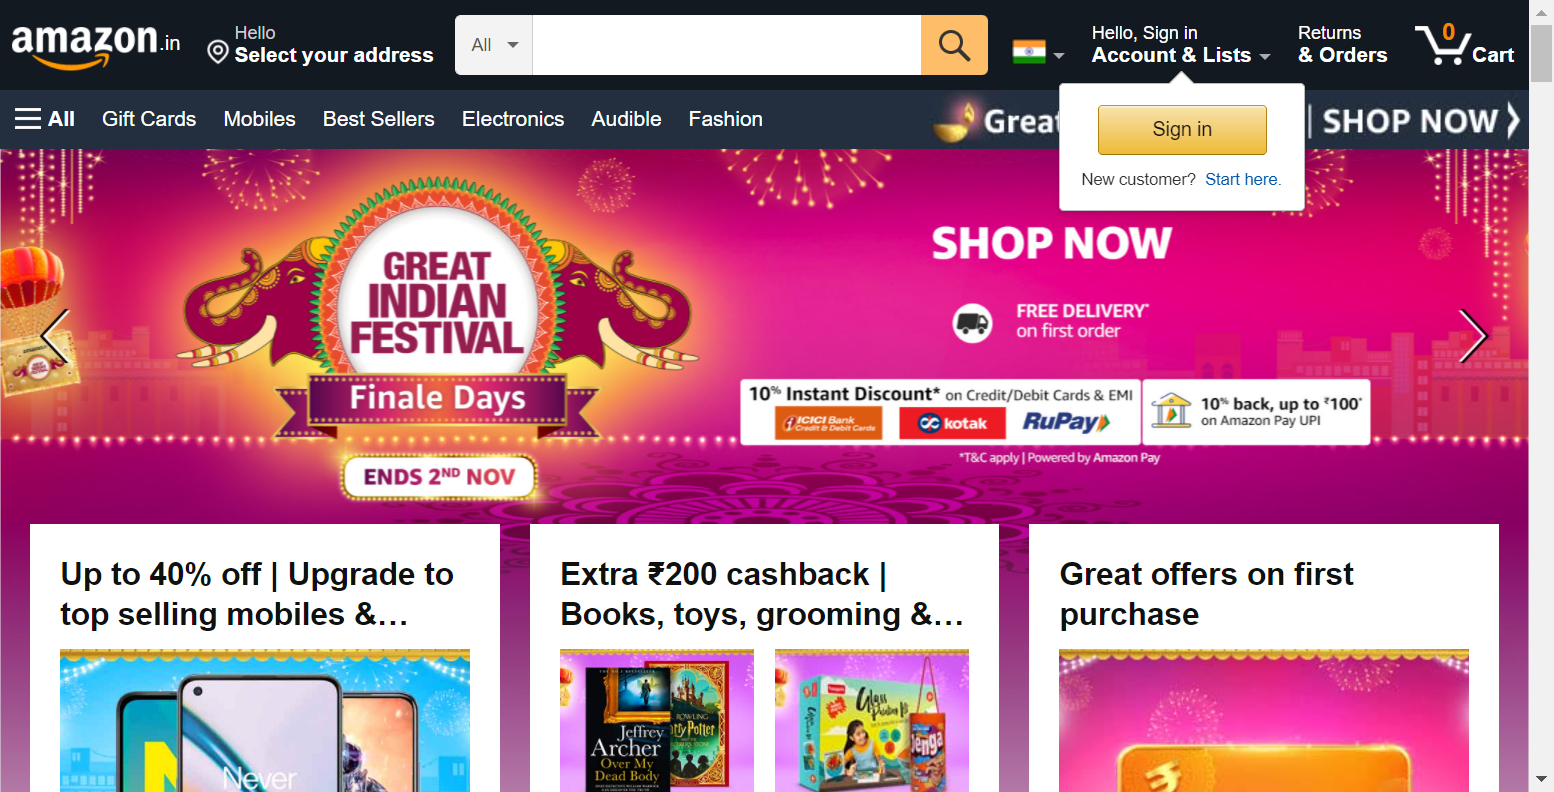 amazon.in
Hello
Select your address
All
Hello, Sign in
Account & Lists
Returns
& Orders
0
Cart
All
Gift Cards
Mobiles
Best Sellers
Electronics
Audible
Fashion
Great
SHOP NOW
Sign in
New customer? Start here.
GREAT
INDIAN
FESTIVAL
Finale Days
ENDS 2ND NOV
SHOP NOW
FREE DELIVERY*
on first order
10% Instant Discount* on Credit/Debit Cards & EMI
ICICI Bank
Credit & Debit Cards
kotak
RuPay
10% back, up to ₹100*
on Amazon Pay UPI
*T&C apply | Powered by Amazon Pay
Up to 40% off | Upgrade to
top selling mobiles &…
Extra ₹200 cashback |
Books, toys, grooming &…
Great offers on first
purchase
Never
Jeffrey
Archer
Over My
Dead Body
ROWLING
Glass
Painting Kit
Jenga
₹